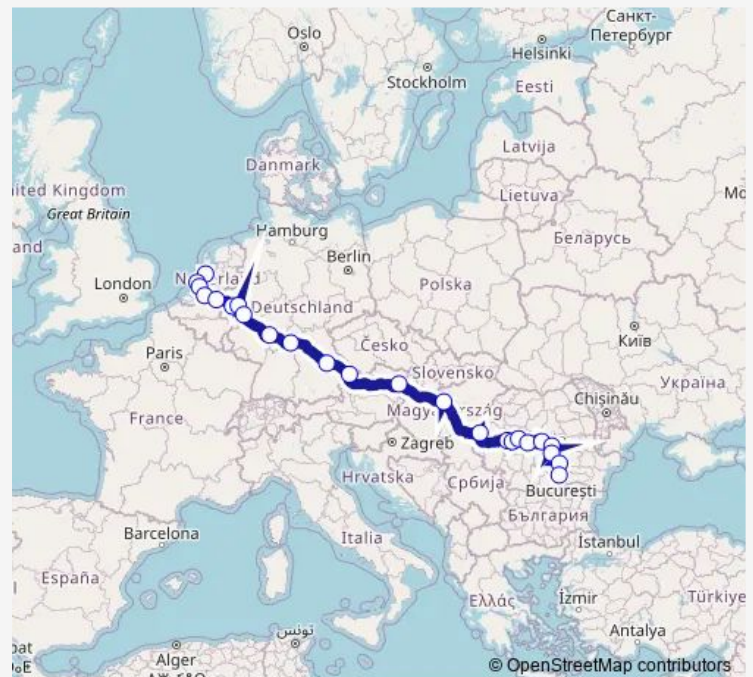 Санкт-
Петербург
Oslo
Helsinki
Stockholm
Eesti
Latvija
Danmark
Lietuva
ited Kingdom
Mo
Great Britain
Hamburg
Беларусь
and
Berlin
London
Polska
Deutschland
Київ
Paris
Česko
Slovensko
Україна
Chișinău
France
Zagreb
Hrvatska
Србија
București
България
Barcelona
Italia
İstanbul
España
Ελλάς
İzmir
Türkiye
تونس
Antalya
Alger
© OpenStreetMap contributors